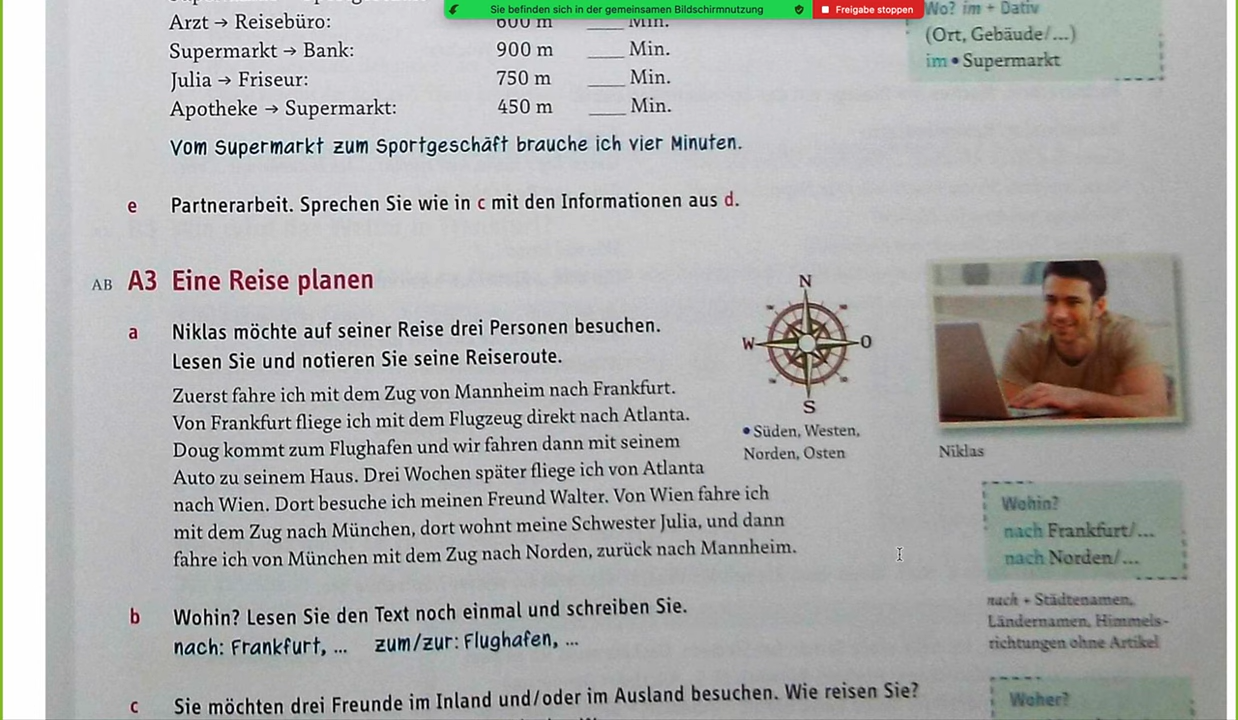 Sie befinden sich in der gemeinsamen Bildschirmnutzung
Freigabe stoppen
Arzt → Reisebüro: 600 m ____ Min.
Supermarkt → Bank: 900 m ____ Min.
Julia → Friseur: 750 m ____ Min.
Apotheke → Supermarkt: 450 m ____ Min.
Vom Supermarkt zum Sportgeschäft brauche ich vier Minuten.
Wo? im + Dativ
(Ort, Gebäude/...)
im • Supermarkt
e Partnerarbeit. Sprechen Sie wie in c mit den Informationen aus d.
AB A3 Eine Reise planen
a Niklas möchte auf seiner Reise drei Personen besuchen.
Lesen Sie und notieren Sie seine Reiseroute.
Zuerst fahre ich mit dem Zug von Mannheim nach Frankfurt.
Von Frankfurt fliege ich mit dem Flugzeug direkt nach Atlanta.
Doug kommt zum Flughafen und wir fahren dann mit seinem
Auto zu seinem Haus. Drei Wochen später fliege ich von Atlanta
nach Wien. Dort besuche ich meinen Freund Walter. Von Wien fahre ich
mit dem Zug nach München, dort wohnt meine Schwester Julia, und dann
fahre ich von München mit dem Zug nach Norden, zurück nach Mannheim.
N
W O
S
• Süden, Westen,
Norden, Osten
Niklas
Wohin?
nach Frankfurt/...
nach Norden/...
nach + Städtenamen,
Ländernamen, Himmels-
richtungen ohne Artikel
b Wohin? Lesen Sie den Text noch einmal und schreiben Sie.
nach: Frankfurt, ... zum/zur: Flughafen, ...
c Sie möchten drei Freunde im Inland und/oder im Ausland besuchen. Wie reisen Sie?
Woher?